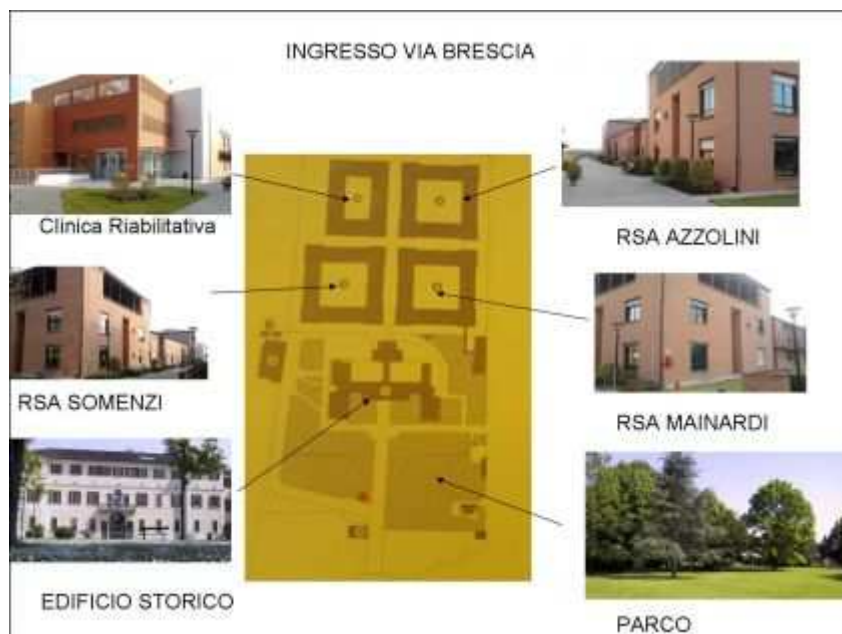 INGRESSO VIA BRESCIA
Clinica Riabilitativa
RSA AZZOLINI
RSA SOMENZI
RSA MAINARDI
EDIFICIO STORICO
PARCO